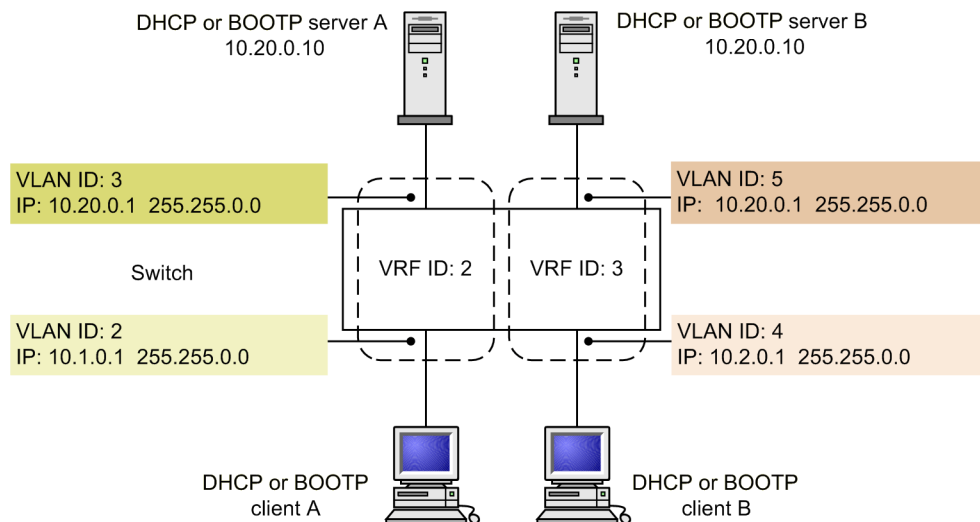 DHCP or BOOTP server A
10.20.0.10
DHCP or BOOTP server B
10.20.0.10
VLAN ID: 3
IP: 10.20.0.1 255.255.0.0
VLAN ID: 5
IP: 10.20.0.1 255.255.0.0
Switch
VRF ID: 2
VRF ID: 3
VLAN ID: 2
IP: 10.1.0.1 255.255.0.0
VLAN ID: 4
IP: 10.2.0.1 255.255.0.0
DHCP or BOOTP
client A
DHCP or BOOTP
client B